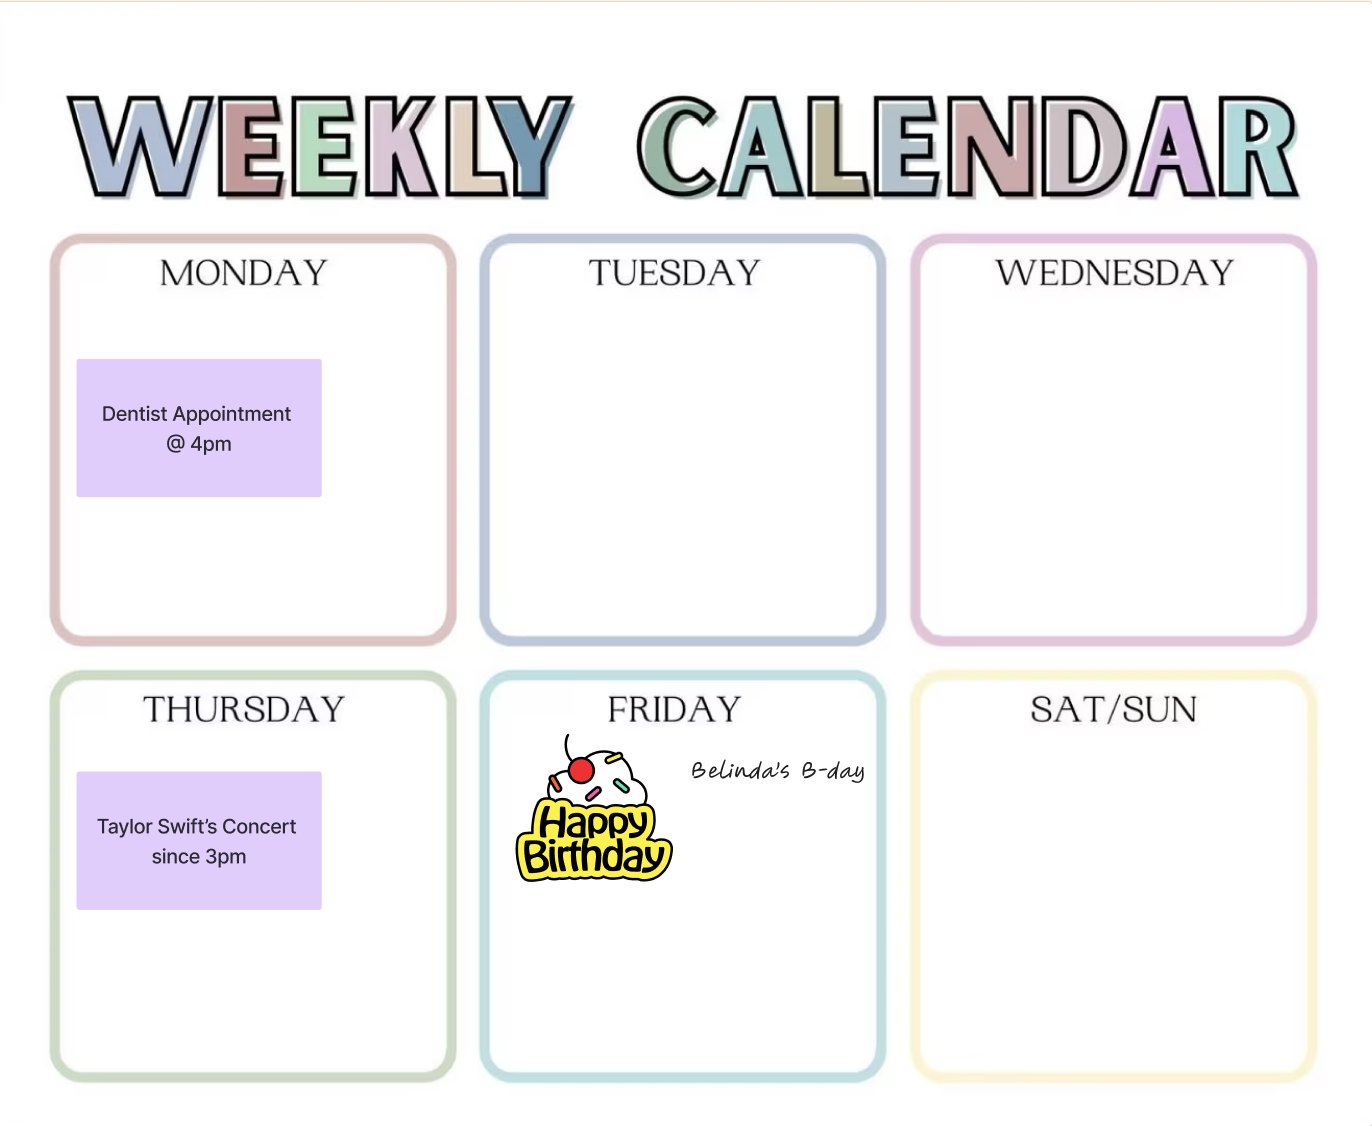 WEEKLY CALENDAR
MONDAY
Dentist Appointment
@ 4pm
TUESDAY
WEDNESDAY
THURSDAY
Taylor Swift’s Concert
since 3pm
FRIDAY
Belinda's B-day
Happy
Birthday
SAT/SUN